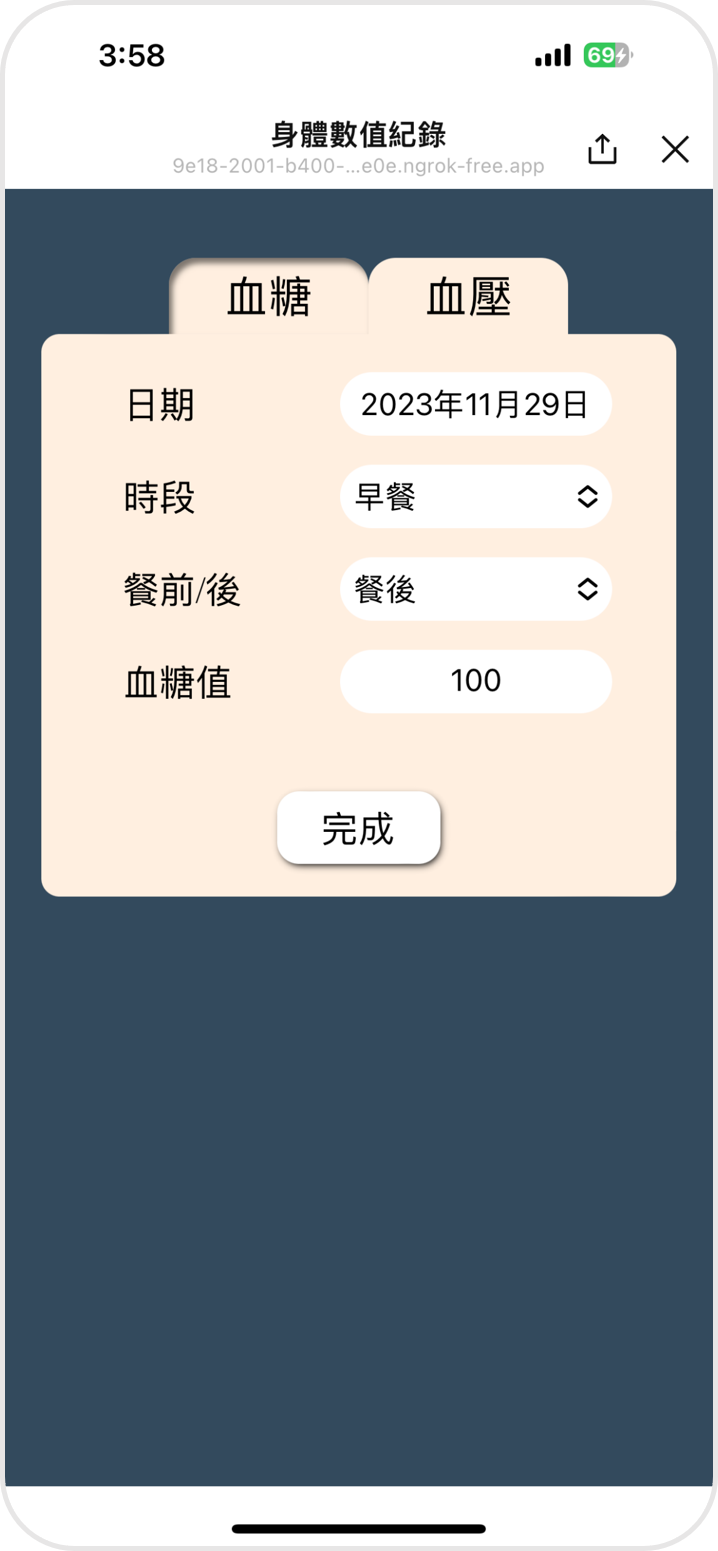 3:58
69
身體數值紀錄
9e18-2001-b400-...e0e.ngrok-free.app
血糖 血壓
日期 2023年11月29日
時段 早餐
餐前/後 餐後
血糖值 100
完成